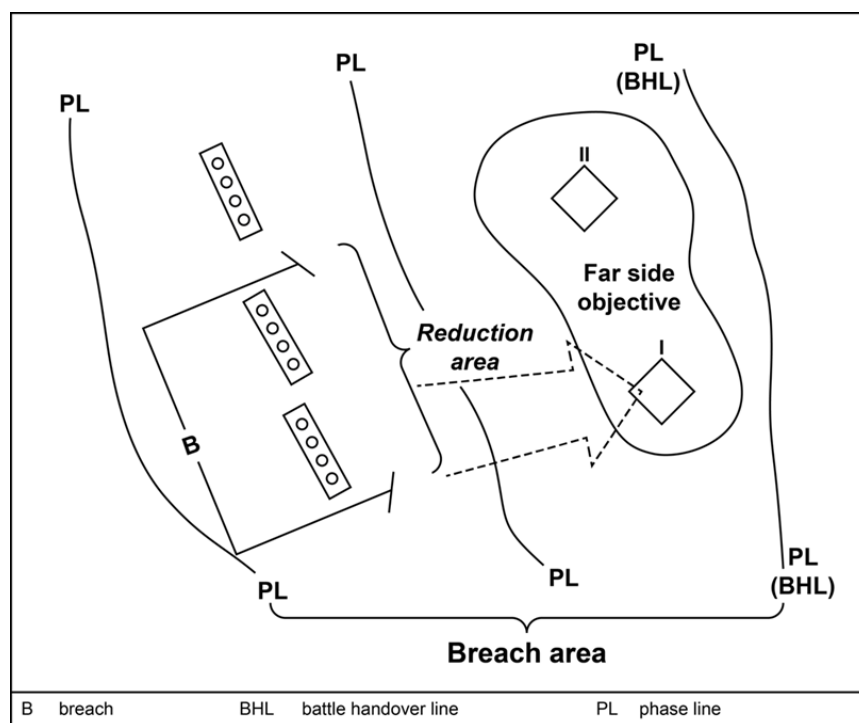 PL
PL
PL
(BHL)
II
Far side
objective
I
Reduction
area
B
PL
PL
PL
(BHL)
Breach area
B breach BHL battle handover line PL phase line